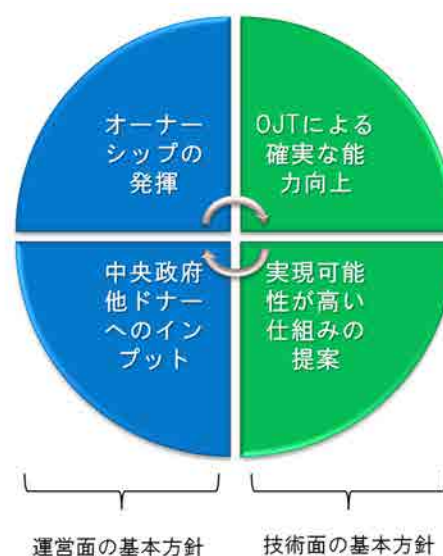 オーナー
シップの
発揮
OJTによる
確実な能
力向上
中央政府
他ドナー
へのイン
プット
実現可能
性が高い
仕組みの
提案
運営面の基本方針
技術面の基本方針